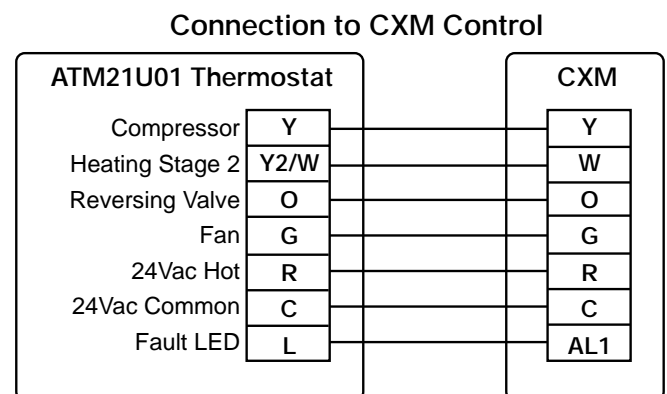 Connection to CXM Control
ATM21U01 Thermostat CXM
Compressor Y Y
Heating Stage 2 Y2/W W
Reversing Valve O O
Fan G G
24Vac Hot R R
24Vac Common C C
Fault LED L AL1